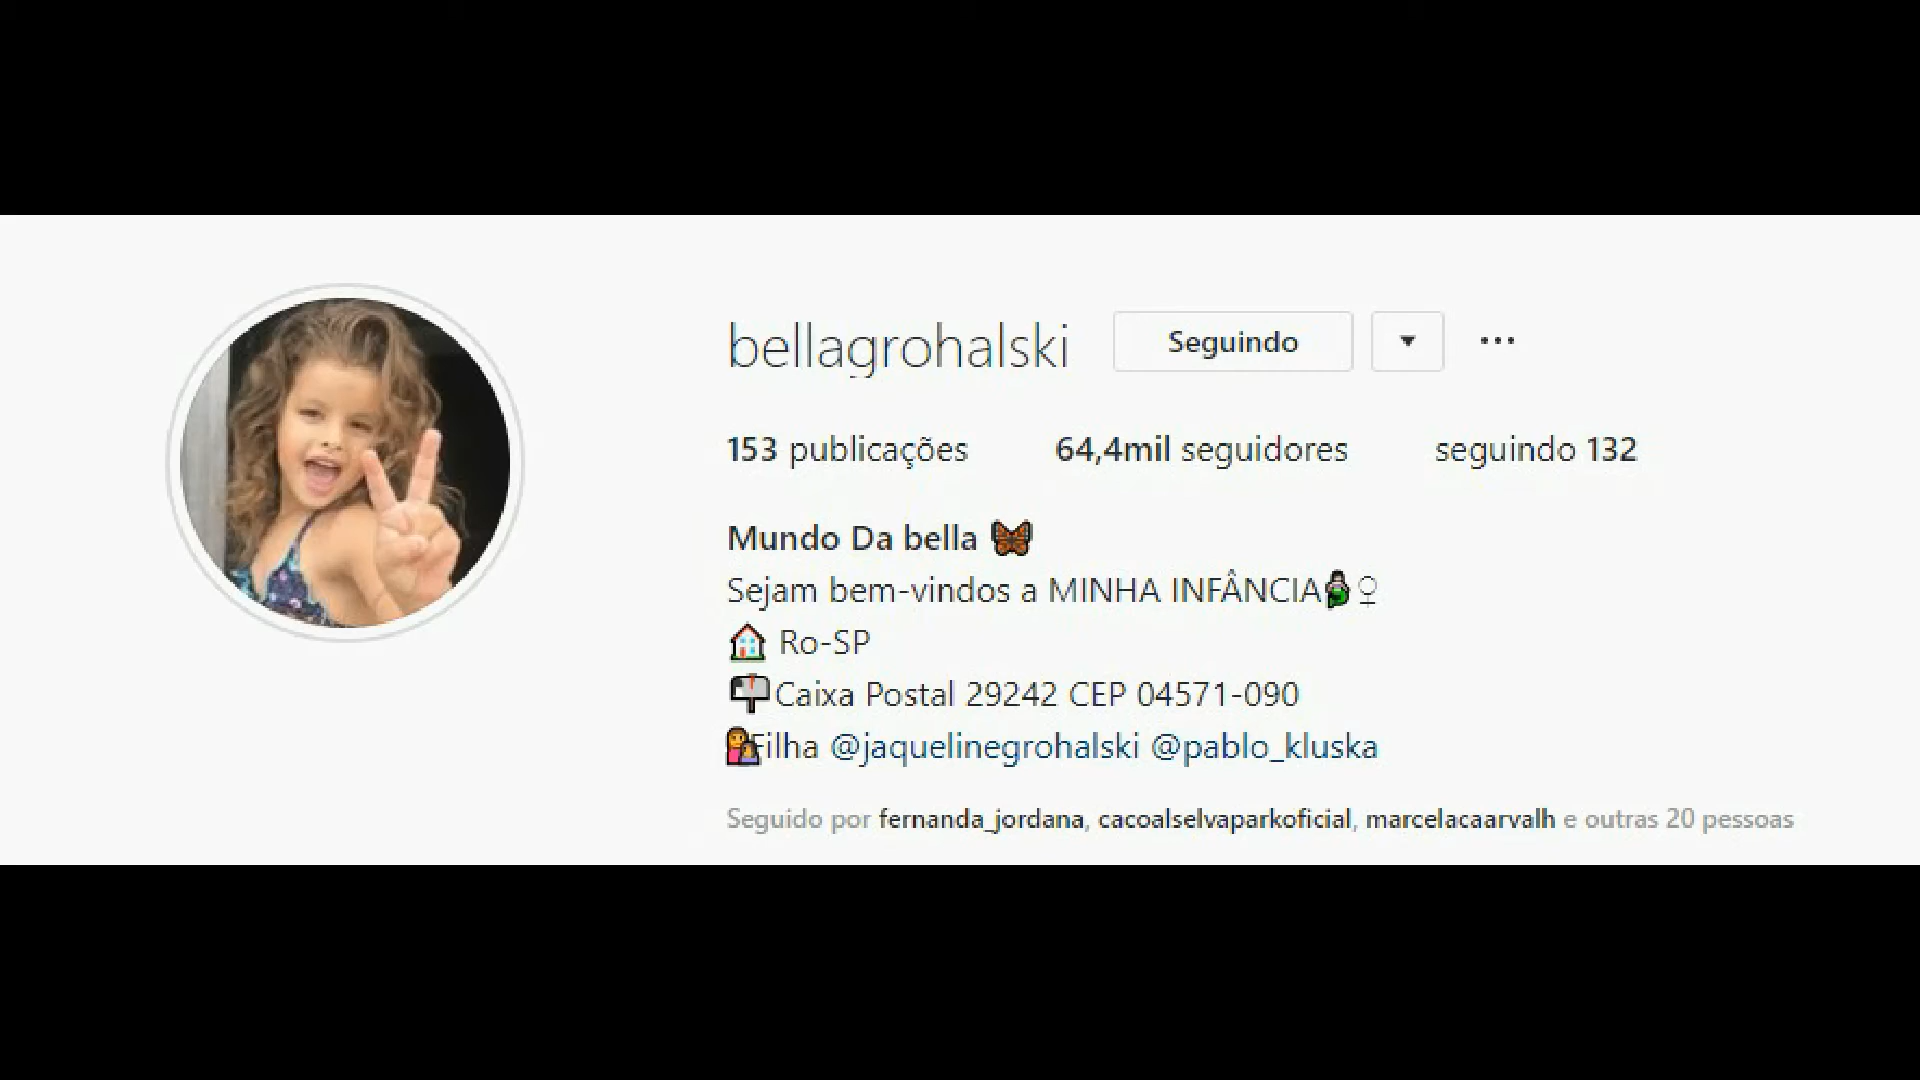 bellagrohalski Seguindo
153 publicações 64,4mil seguidores seguindo 132
Mundo Da bella 🦋
Sejam bem-vindos a MINHA INFÂNCIA🧜♀
🏠 Ro-SP
📬Caixa Postal 29242 CEP 04571-090
👩‍👧Filha @jaquelinegrohalski @pablo_kluska
Seguido por fernanda_jordana, cacoalselvaparkoficial, marcelacaarvalh e outras 20 pessoas